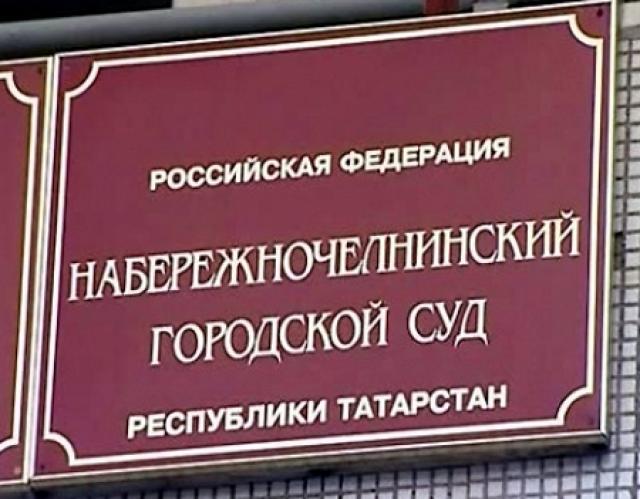 РОССИЙСКАЯ ФЕДЕРАЦИЯ
НАБЕРЕЖНОЧЕЛНИНСКИЙ
ГОРОДСКОЙ СУД
РЕСПУБЛИКИ ТАТАРСТАН